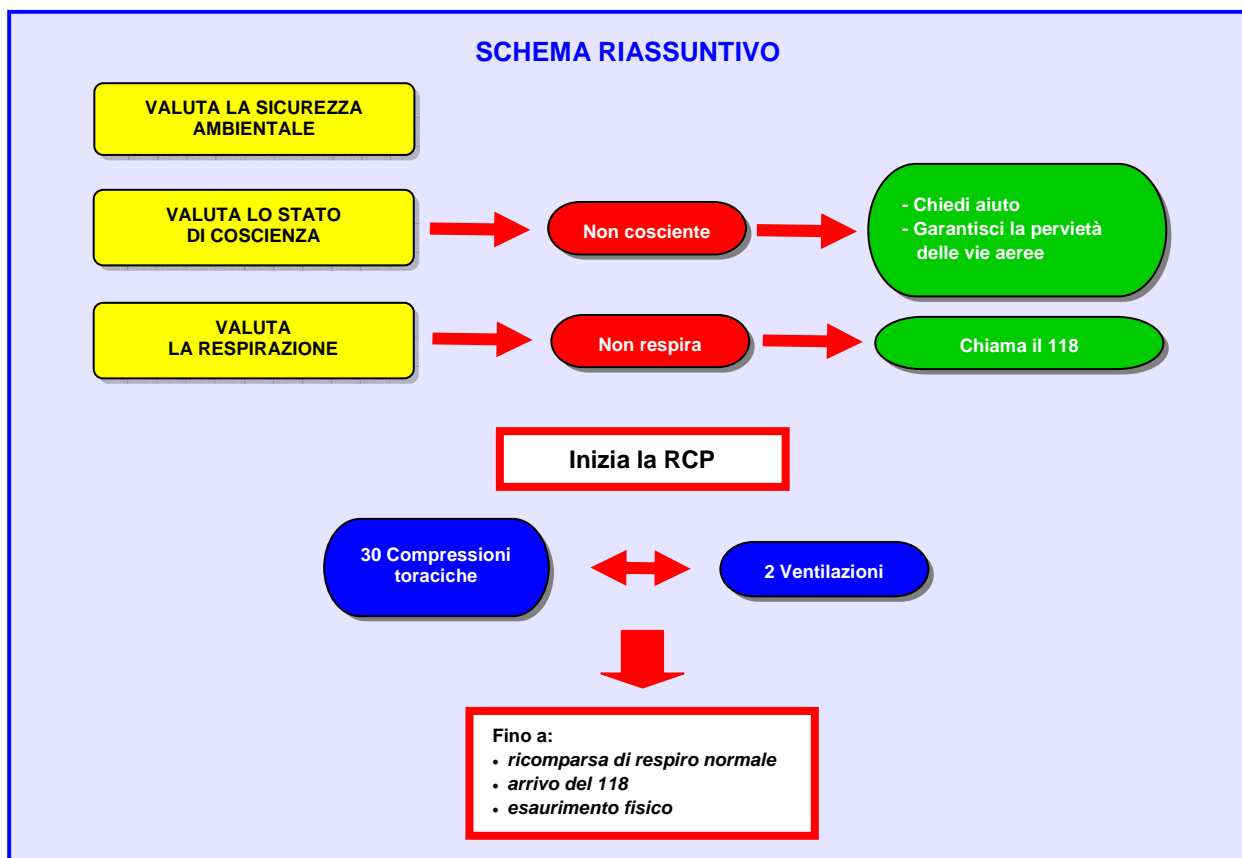 SCHEMA RIASSUNTIVO
VALUTA LA SICUREZZA
AMBIENTALE
VALUTA LO STATO
DI COSCIENZA
Non cosciente
- Chiedi aiuto
- Garantisci la pervietà
delle vie aeree
VALUTA
LA RESPIRAZIONE
Non respira
Chiama il 118
Inizia la RCP
30 Compressioni
toraciche
2 Ventilazioni
Fino a:
• ricomparsa di respiro normale
• arrivo del 118
• esaurimento fisico